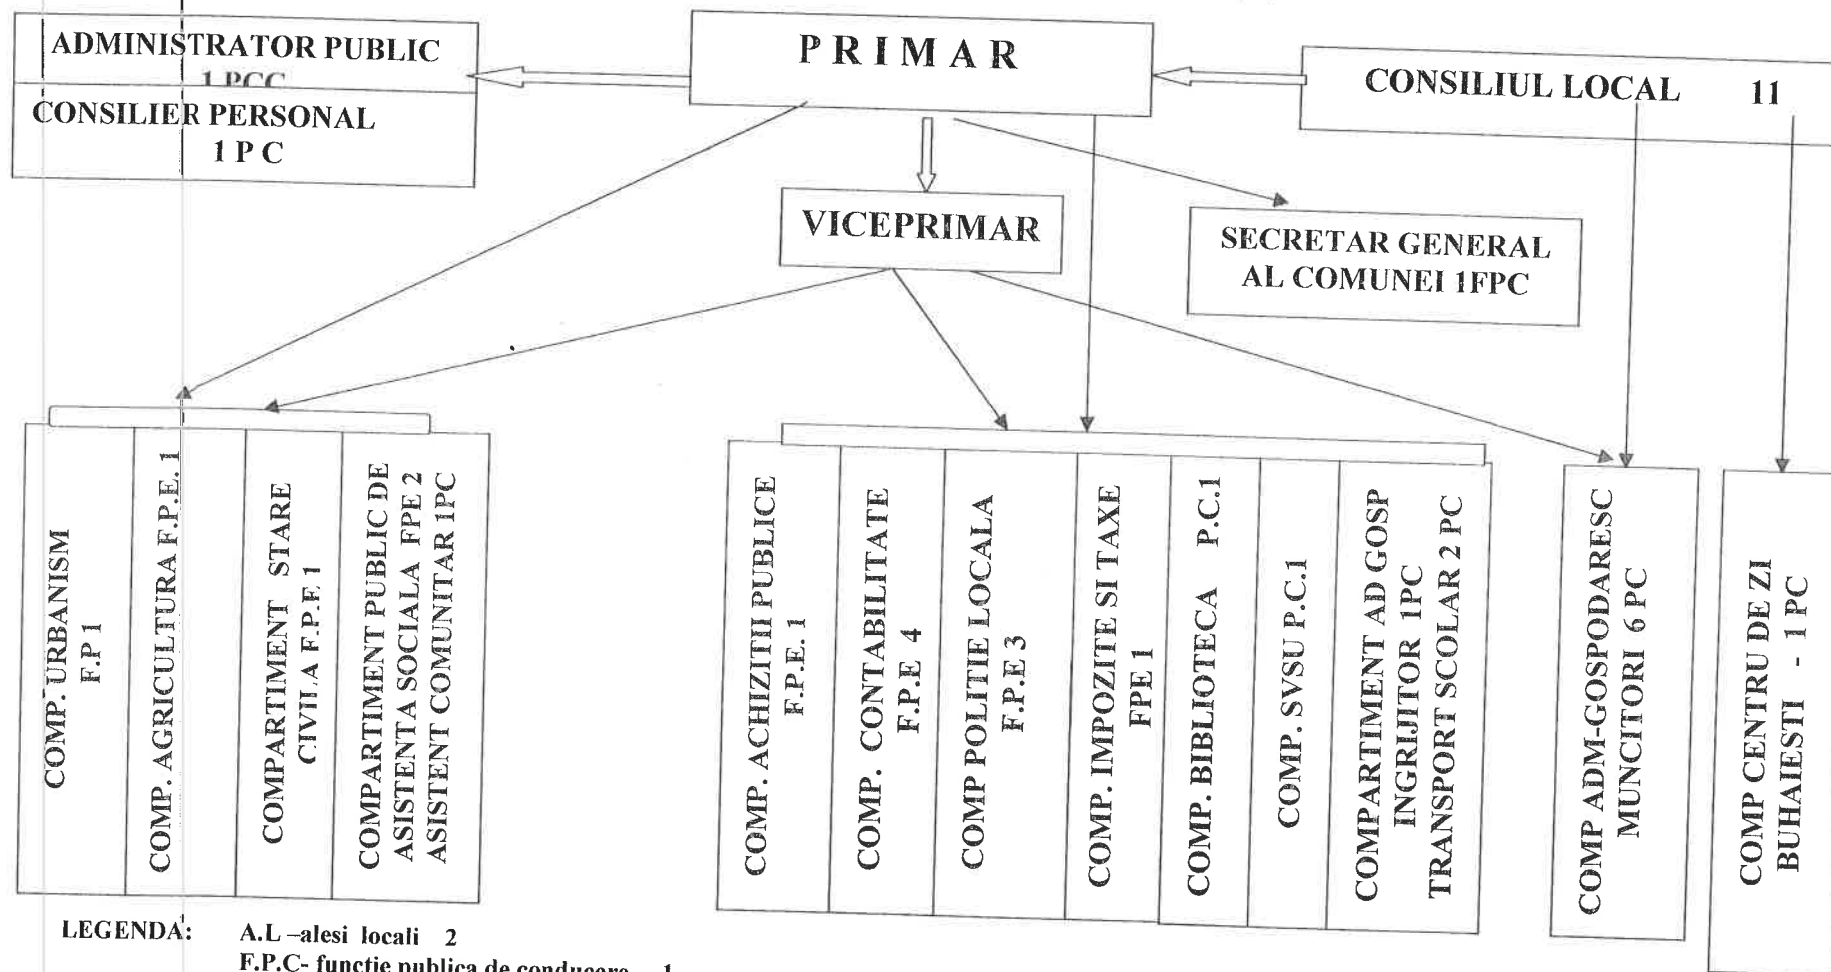 ADMINISTRATOR PUBLIC
1 PCC
CONSILIER PERSONAL
1 P C
P R I M A R
CONSILIUL LOCAL 11
VICEPRIMAR
SECRETAR GENERAL
AL COMUNEI 1FPC
COMP. URBANISM
F.P 1
COMP. AGRICULTURA F.P.E. 1
COMPARTIMENT STARE
CIVILA F.P.E 1
COMPARTIMENT PUBLIC DE
ASISTENTA SOCIALA FPE 2
ASISTENT COMUNITAR 1PC
COMP. ACHIZITII PUBLICE
F.P.E. 1
COMP. CONTABILITATE
F.P.E 4
COMP POLITIE LOCALA
F.P.E 3
COMP. IMPOZITE SI TAXE
FPE 1
COMP. BIBLIOTECA P.C.1
COMP. SVSU P.C.1
COMPARTIMENT AD GOSP
INGRIJITOR 1PC
TRANSPORT SCOLAR 2 PC
COMP ADM-GOSPODARESC
MUNCITORI 6 PC
COMP CENTRU DE ZI
BUHAIESTI - 1PC
LEGENDA: A.L –alesi locali 2
F.P.C- functie publica de conducere 1